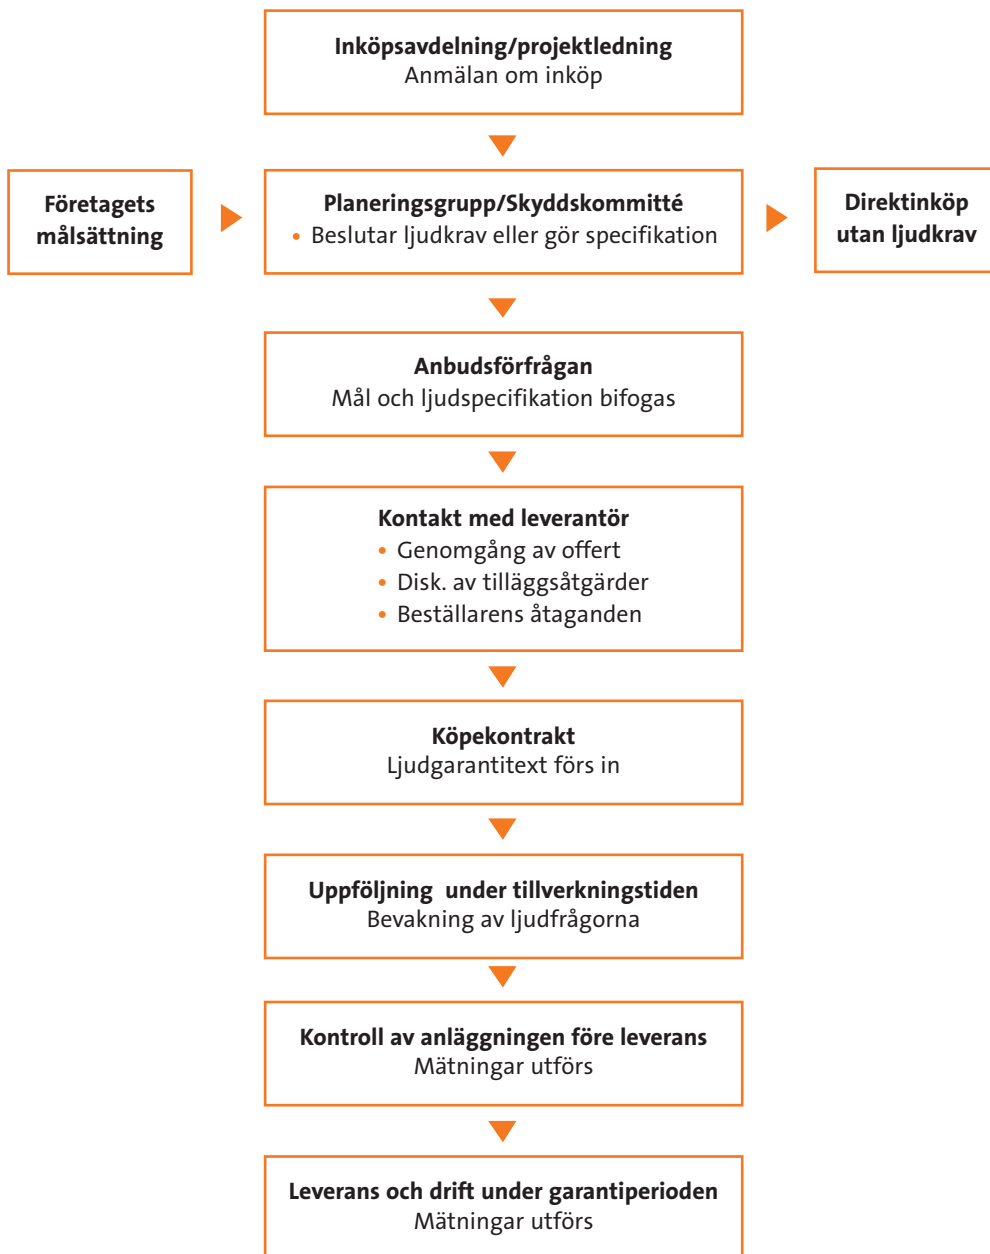 Inköpsavdelning/projektledning
Anmälan om inköp
Företagets
målsättning
Planeringsgrupp/Skyddskommitté
• Beslutar ljudkrav eller gör specifikation
Direktinköp
utan ljudkrav
Anbudsförfrågan
Mål och ljudspecifikation bifogas
Kontakt med leverantör
• Genomgång av offert
• Disk. av tilläggsåtgärder
• Beställarens åtaganden
Köpekontrakt
Ljudgarantitext förs in
Uppföljning under tillverkningstiden
Bevakning av ljudfrågorna
Kontroll av anläggningen före leverans
Mätningar utförs
Leverans och drift under garantiperioden
Mätningar utförs